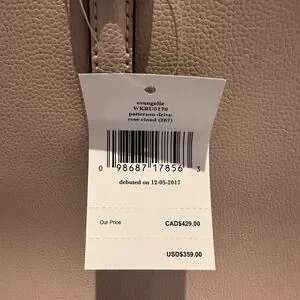 evangelie
WKRU5170
patterson drive
rose cloud (267)
0 98687 17856 3
debuted on 12-05-2017
Our Price CAD$429.00
USD$359.00